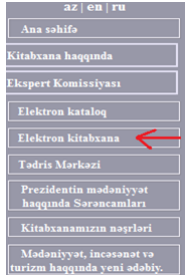 az | en | ru
Ana səhifə
Kitabxana haqqında
Ekspert Komissiyası
Elektron kataloq
Elektron kitabxana
Tədris Mərkəzi
Prezidentin mədəniyyət
haqqında Sərəncamları
Kitabxanamızın nəşrləri
Mədəniyyət, incəsənət və
turizm haqqında yeni ədəbiy.